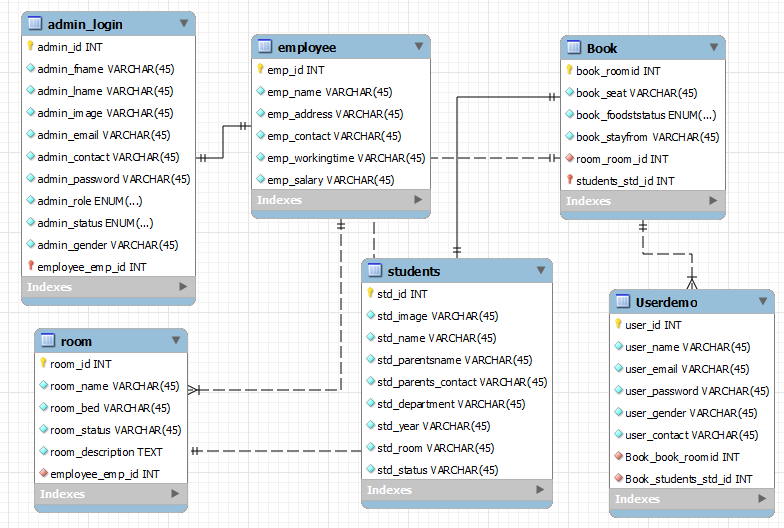 admin_login
admin_id INT
admin_fname VARCHAR(45)
admin_lname VARCHAR(45)
admin_image VARCHAR(45)
admin_email VARCHAR(45)
admin_contact VARCHAR(45)
admin_password VARCHAR(45)
admin_role ENUM(...)
admin_status ENUM(...)
admin_gender VARCHAR(45)
employee_emp_id INT
Indexes
employee
emp_id INT
emp_name VARCHAR(45)
emp_address VARCHAR(45)
emp_contact VARCHAR(45)
emp_workingtime VARCHAR(45)
emp_salary VARCHAR(45)
Indexes
Book
book_roomid INT
book_seat VARCHAR(45)
book_foodststatus ENUM(...)
book_stayfrom VARCHAR(45)
room_room_id INT
students_std_id INT
Indexes
room
room_id INT
room_name VARCHAR(45)
room_bed VARCHAR(45)
room_status VARCHAR(45)
room_description TEXT
employee_emp_id INT
Indexes
students
std_id INT
std_image VARCHAR(45)
std_name VARCHAR(45)
std_parentsname VARCHAR(45)
std_parents_contact VARCHAR(45)
std_department VARCHAR(45)
std_year VARCHAR(45)
std_room VARCHAR(45)
std_status VARCHAR(45)
Indexes
Userdemo
user_id INT
user_name VARCHAR(45)
user_email VARCHAR(45)
user_password VARCHAR(45)
user_gender VARCHAR(45)
user_contact VARCHAR(45)
Book_book_roomid INT
Book_students_std_id INT
Indexes